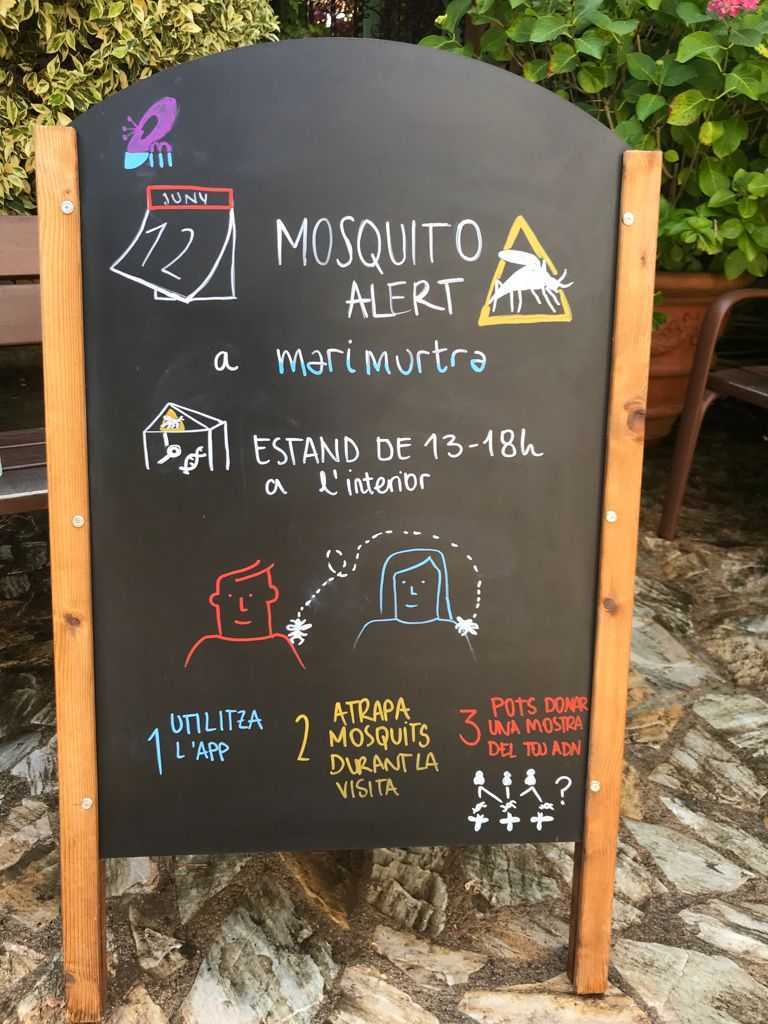 JUNY
12
MOSQUITO
ALERT
a marimurtra
ESTAND DE 13-18h
a l'interior
1 UTILITZA
L'APP
2 ATRAPA
MOSQUITS
DURANT LA
VISITA
3 POTS DONAR
UNA MOSTRA
DEL TOU ADN
?